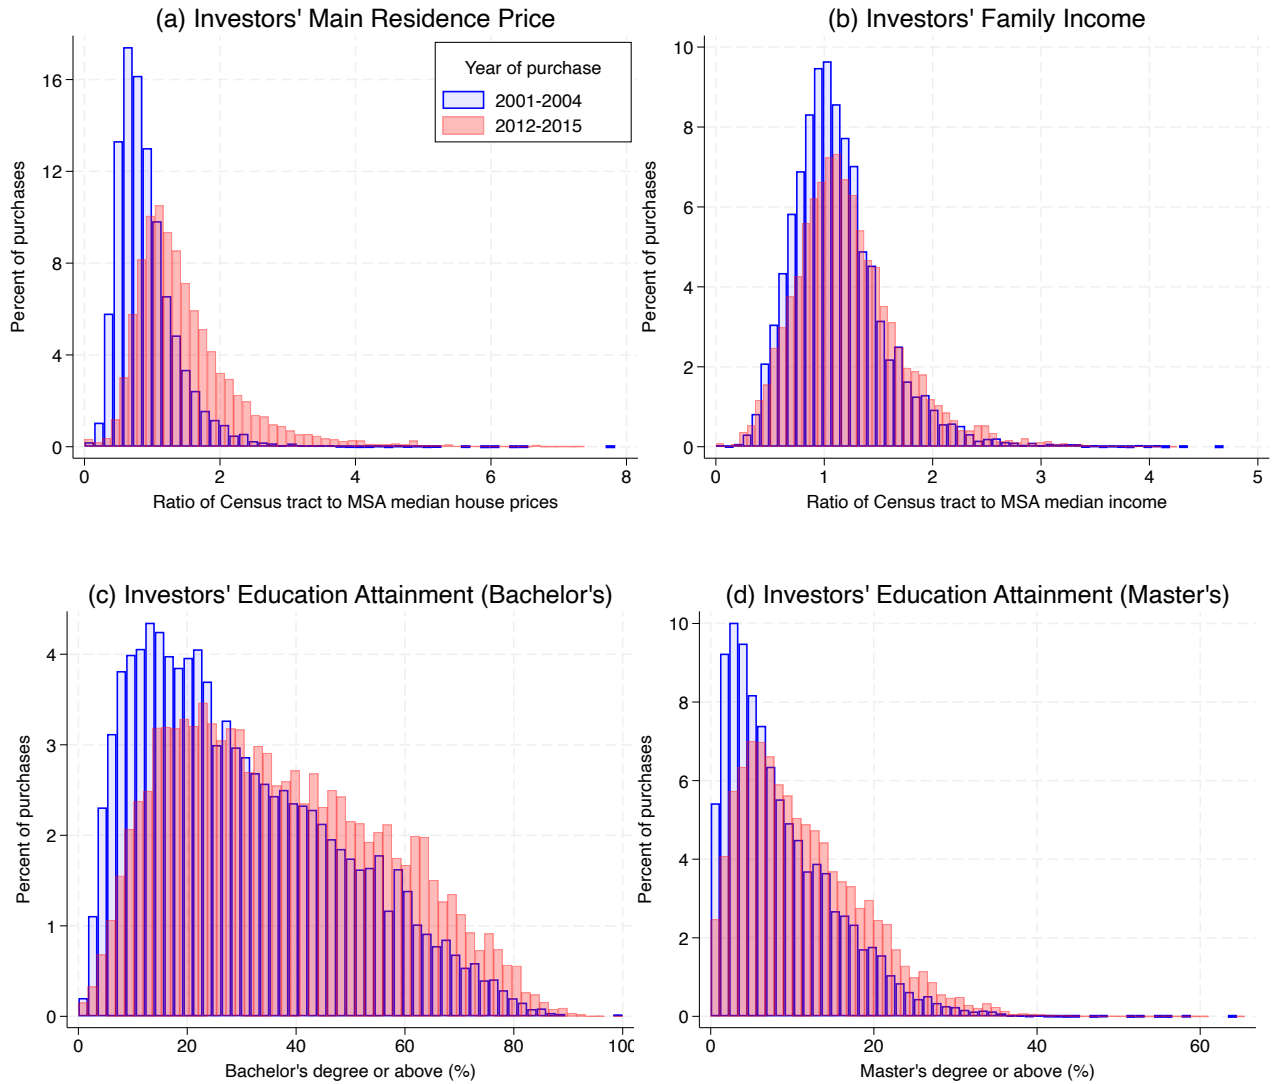 (a) Investors' Main Residence Price
Percent of purchases
16
12
8
4
0
0 2 4 6 8
Ratio of Census tract to MSA median house prices
Year of purchase
2001-2004
2012-2015
(b) Investors' Family Income
Percent of purchases
10
8
6
4
2
0
0 1 2 3 4 5
Ratio of Census tract to MSA median income
(c) Investors' Education Attainment (Bachelor's)
Percent of purchases
4
3
2
1
0
0 20 40 60 80 100
Bachelor's degree or above (%)
(d) Investors' Education Attainment (Master's)
Percent of purchases
10
8
6
4
2
0
0 20 40 60
Master's degree or above (%)